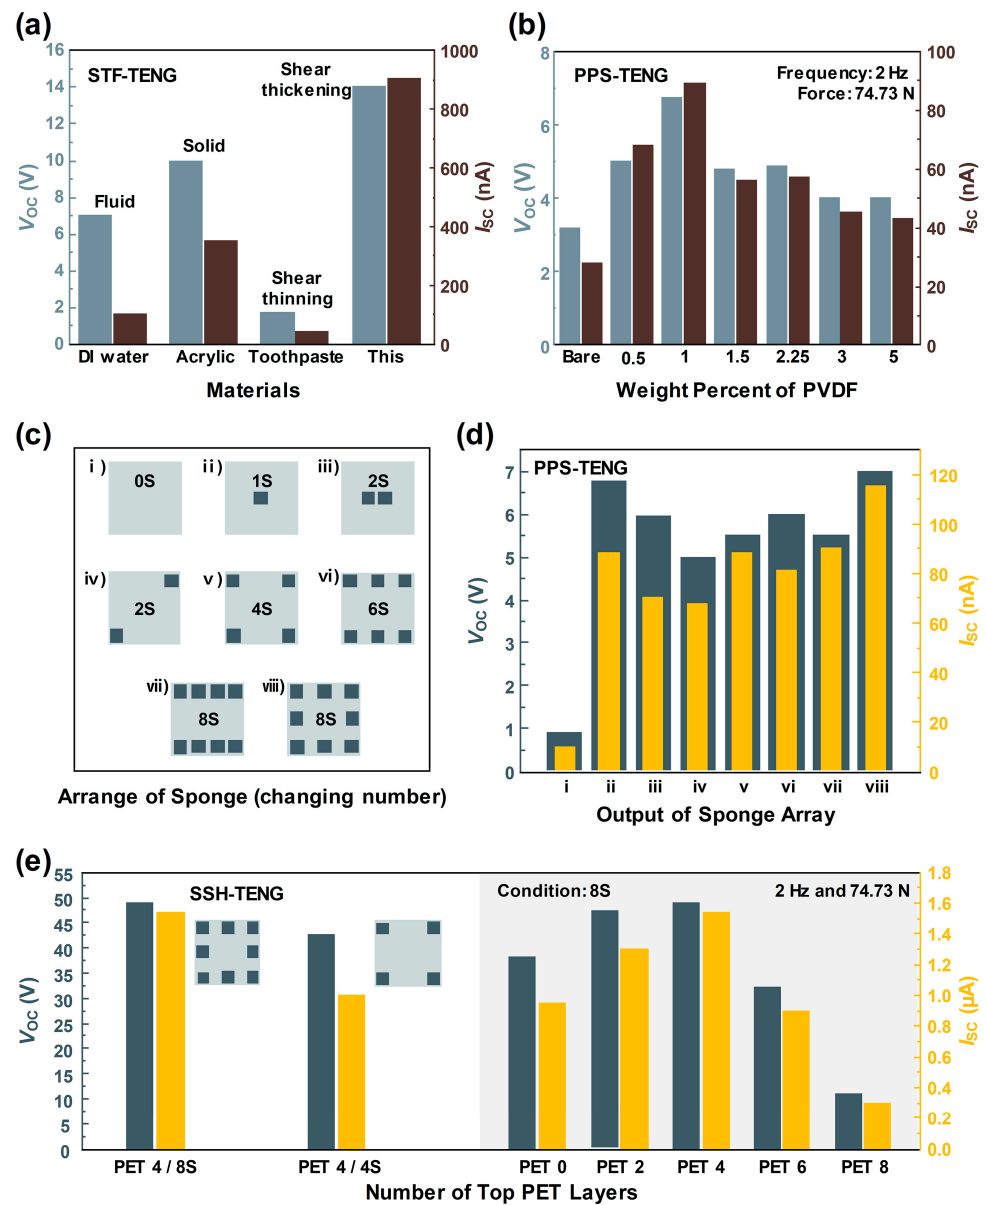 (a)
STF-TENG
Shear
thickening
Solid
Fluid
Shear
thinning
16
14
12
10
8
6
4
2
0
V_OC (V)
1000
800
600
400
200
0
I_SC (nA)
DI water Acrylic Toothpaste This
Materials
(b)
PPS-TENG
Frequency: 2 Hz
Force: 74.73 N
8
6
4
2
0
V_OC (V)
100
80
60
40
20
0
I_SC (nA)
Bare 0.5 1 1.5 2.25 3 5
Weight Percent of PVDF
(c)
i) 0S
ii) 1S
iii) 2S
iv) 2S
v) 4S
vi) 6S
vii) 8S
viii) 8S
Arrange of Sponge (changing number)
(d)
PPS-TENG
7
6
5
4
3
2
1
0
V_OC (V)
120
100
80
60
40
20
0
I_SC (nA)
i ii iii iv v vi vii viii
Output of Sponge Array
(e)
SSH-TENG
Condition: 8S
2 Hz and 74.73 N
55
50
45
40
35
30
25
50
15
10
5
0
V_OC (V)
1.8
1.6
1.4
1.2
1.0
0.8
0.6
0.4
0.2
0.0
I_SC (µA)
PET 4 / 8S PET 4 / 4S PET 0 PET 2 PET 4 PET 6 PET 8
Number of Top PET Layers